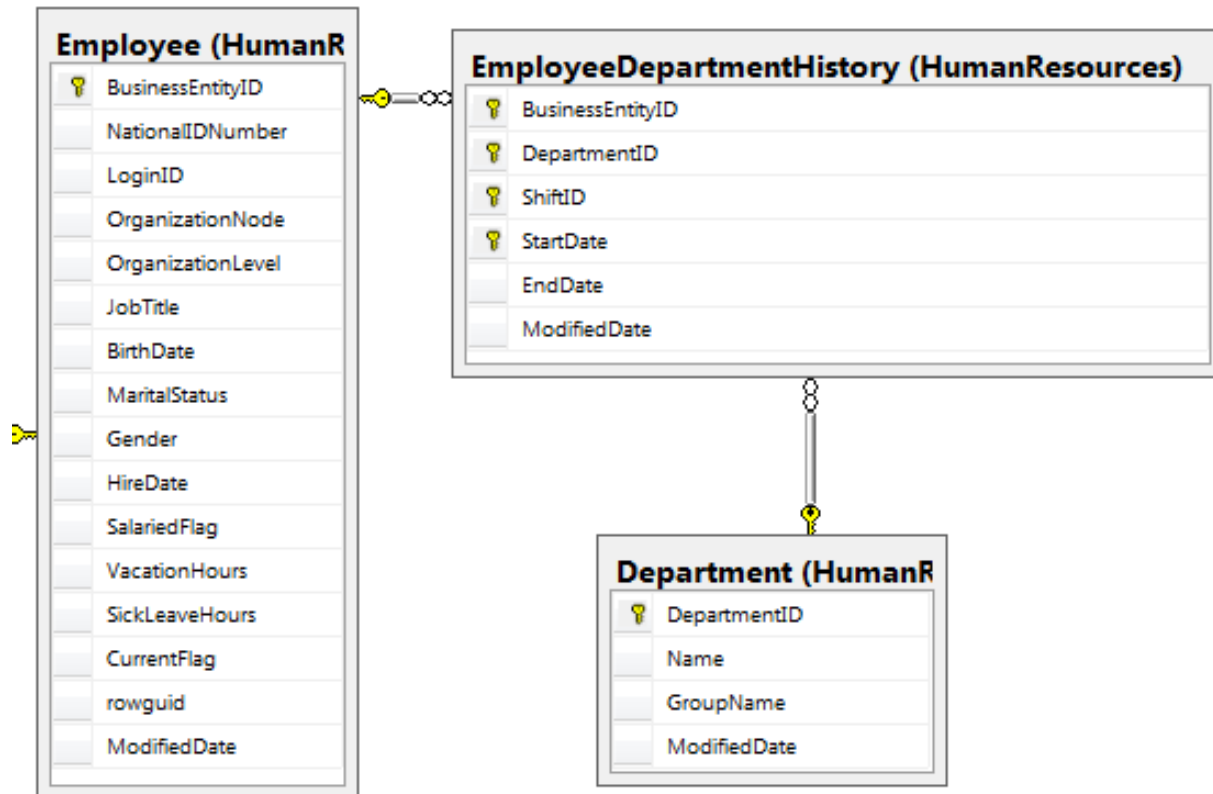 Employee (HumanR
BusinessEntityID
NationalIDNumber
LoginID
OrganizationNode
OrganizationLevel
JobTitle
BirthDate
MaritalStatus
Gender
HireDate
SalariedFlag
VacationHours
SickLeaveHours
CurrentFlag
rowguid
ModifiedDate
EmployeeDepartmentHistory (HumanResources)
BusinessEntityID
DepartmentID
ShiftID
StartDate
EndDate
ModifiedDate
Department (HumanR
DepartmentID
Name
GroupName
ModifiedDate